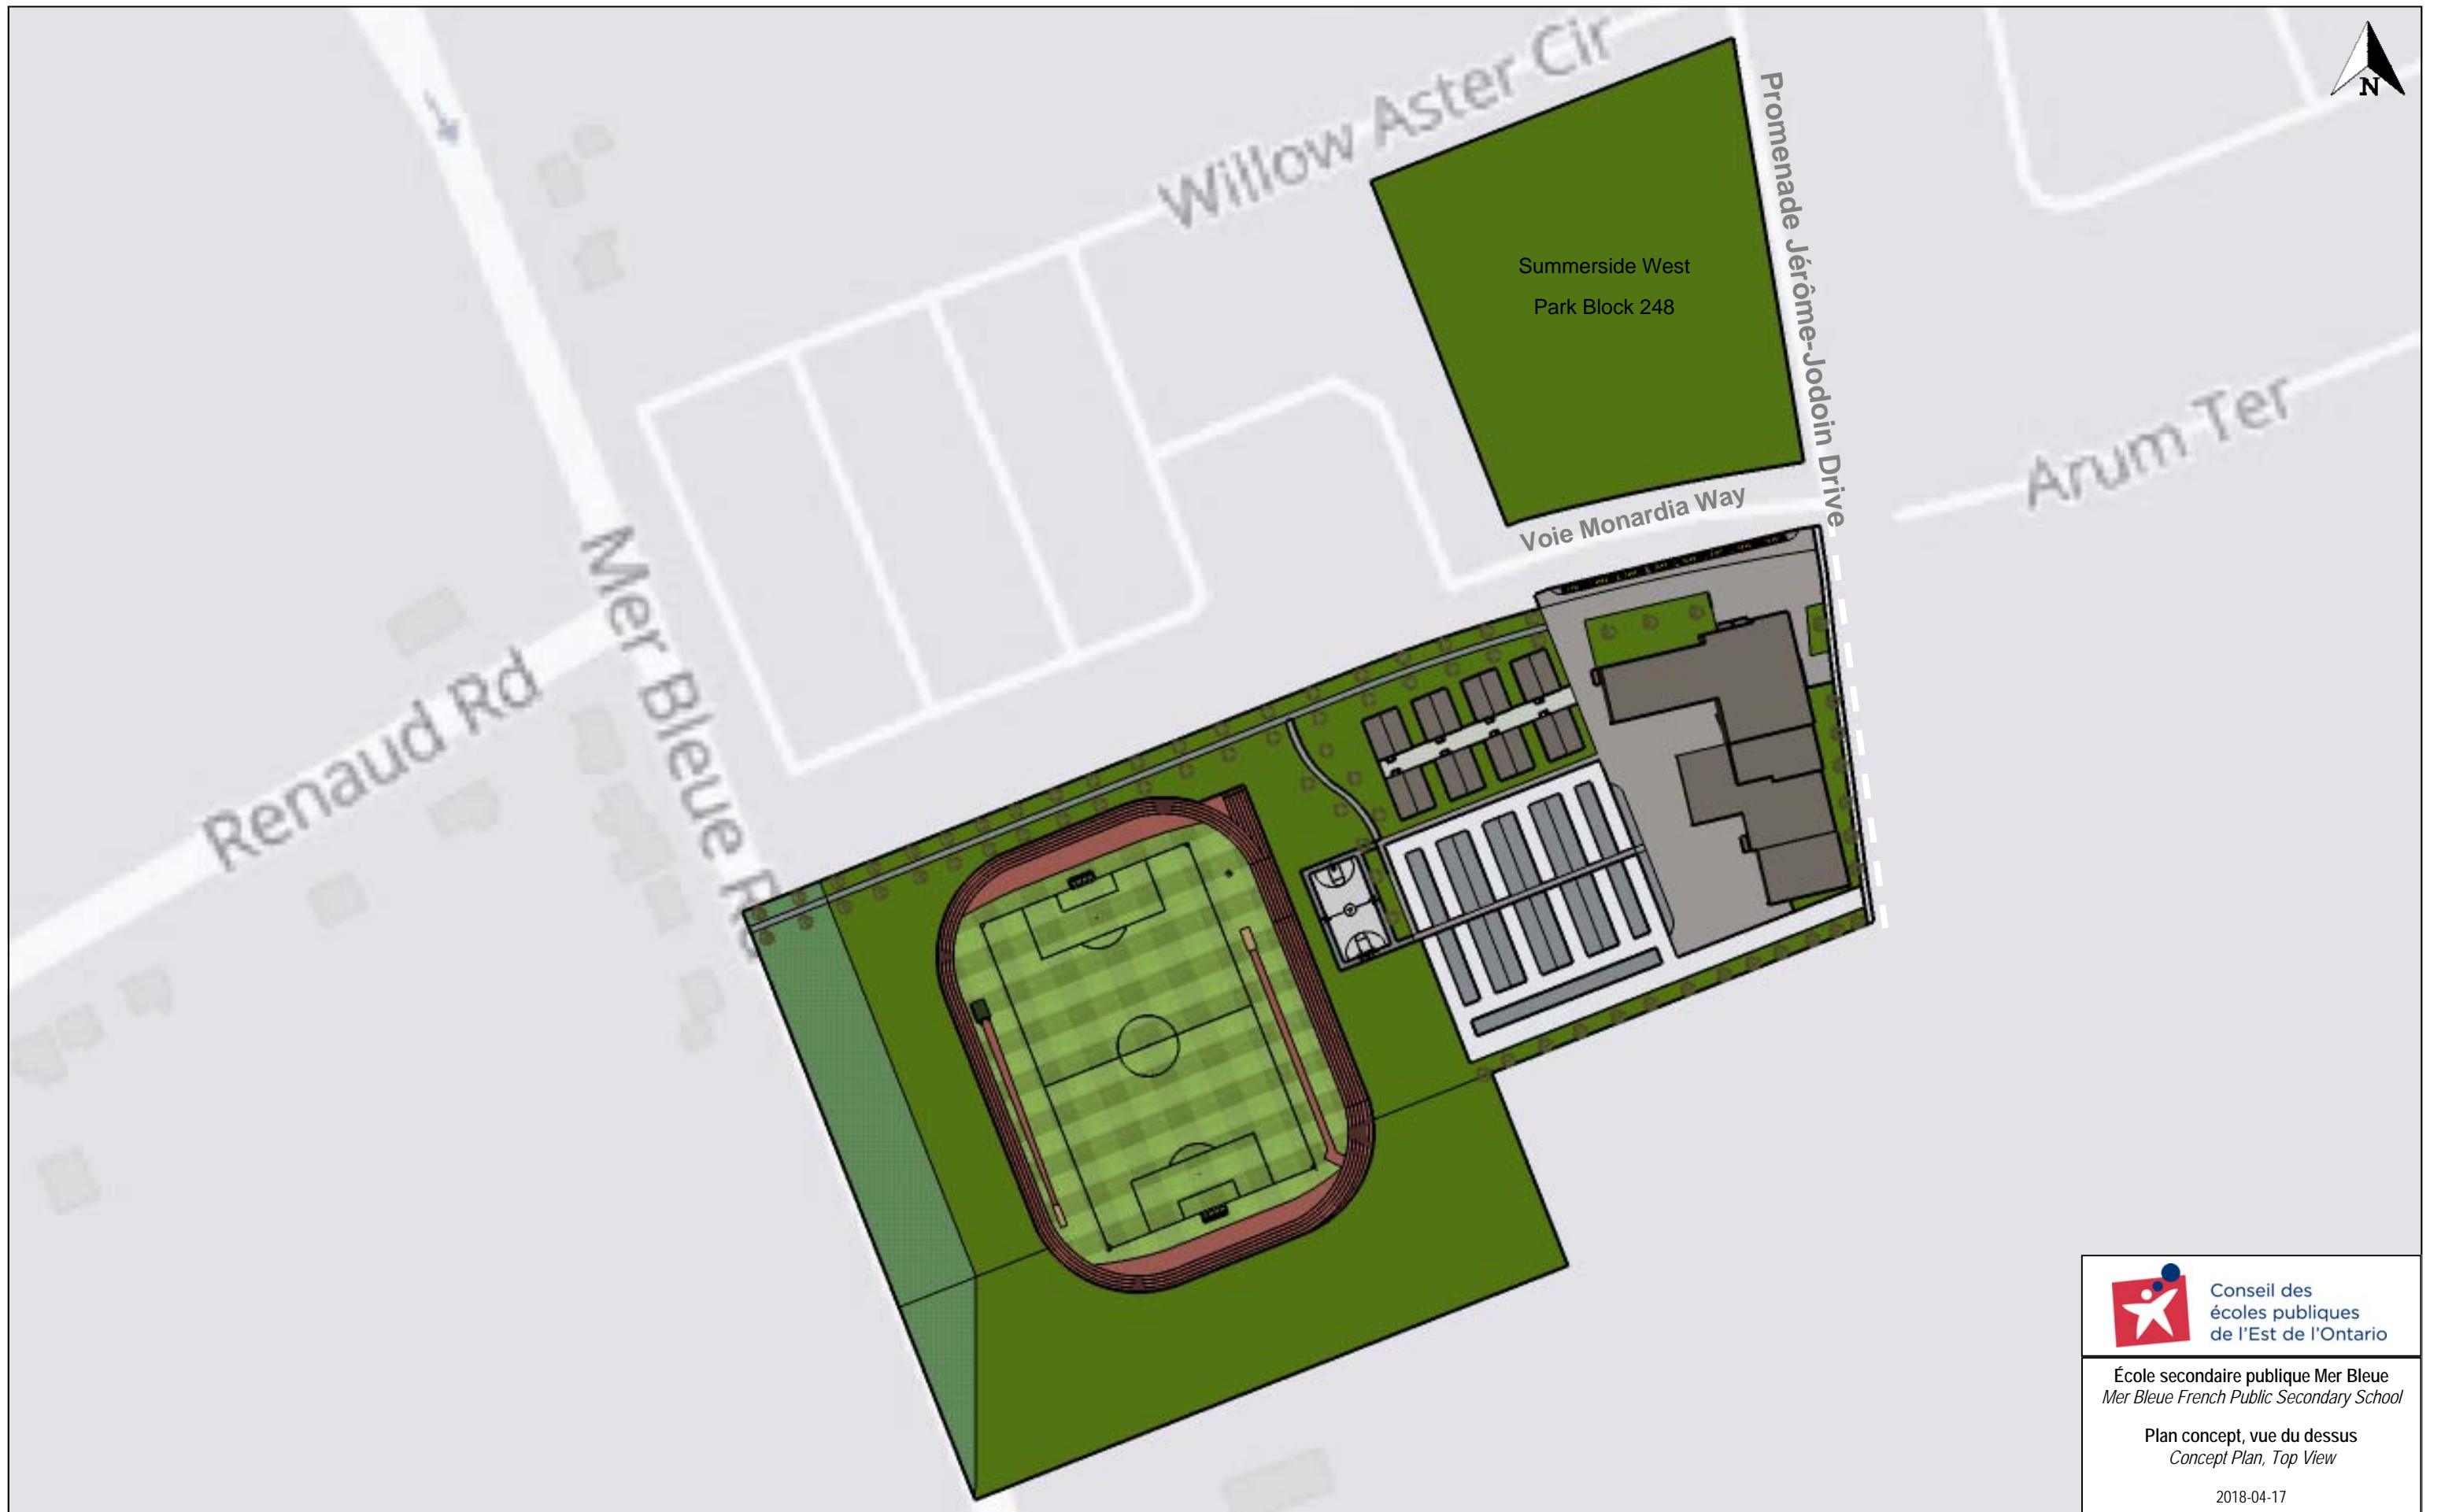 N
Willow Aster Cir
Promenade Jérôme-Jodoin Drive
Summerside West
Park Block 248
Arum Ter
Voie Monardia Way
Mer Bleue Rd
Renaud Rd
Conseil des
écoles publiques
de l'Est de l'Ontario
École secondaire publique Mer Bleue
Mer Bleue French Public Secondary School
Plan concept, vue du dessus
Concept Plan, Top View
2018-04-17